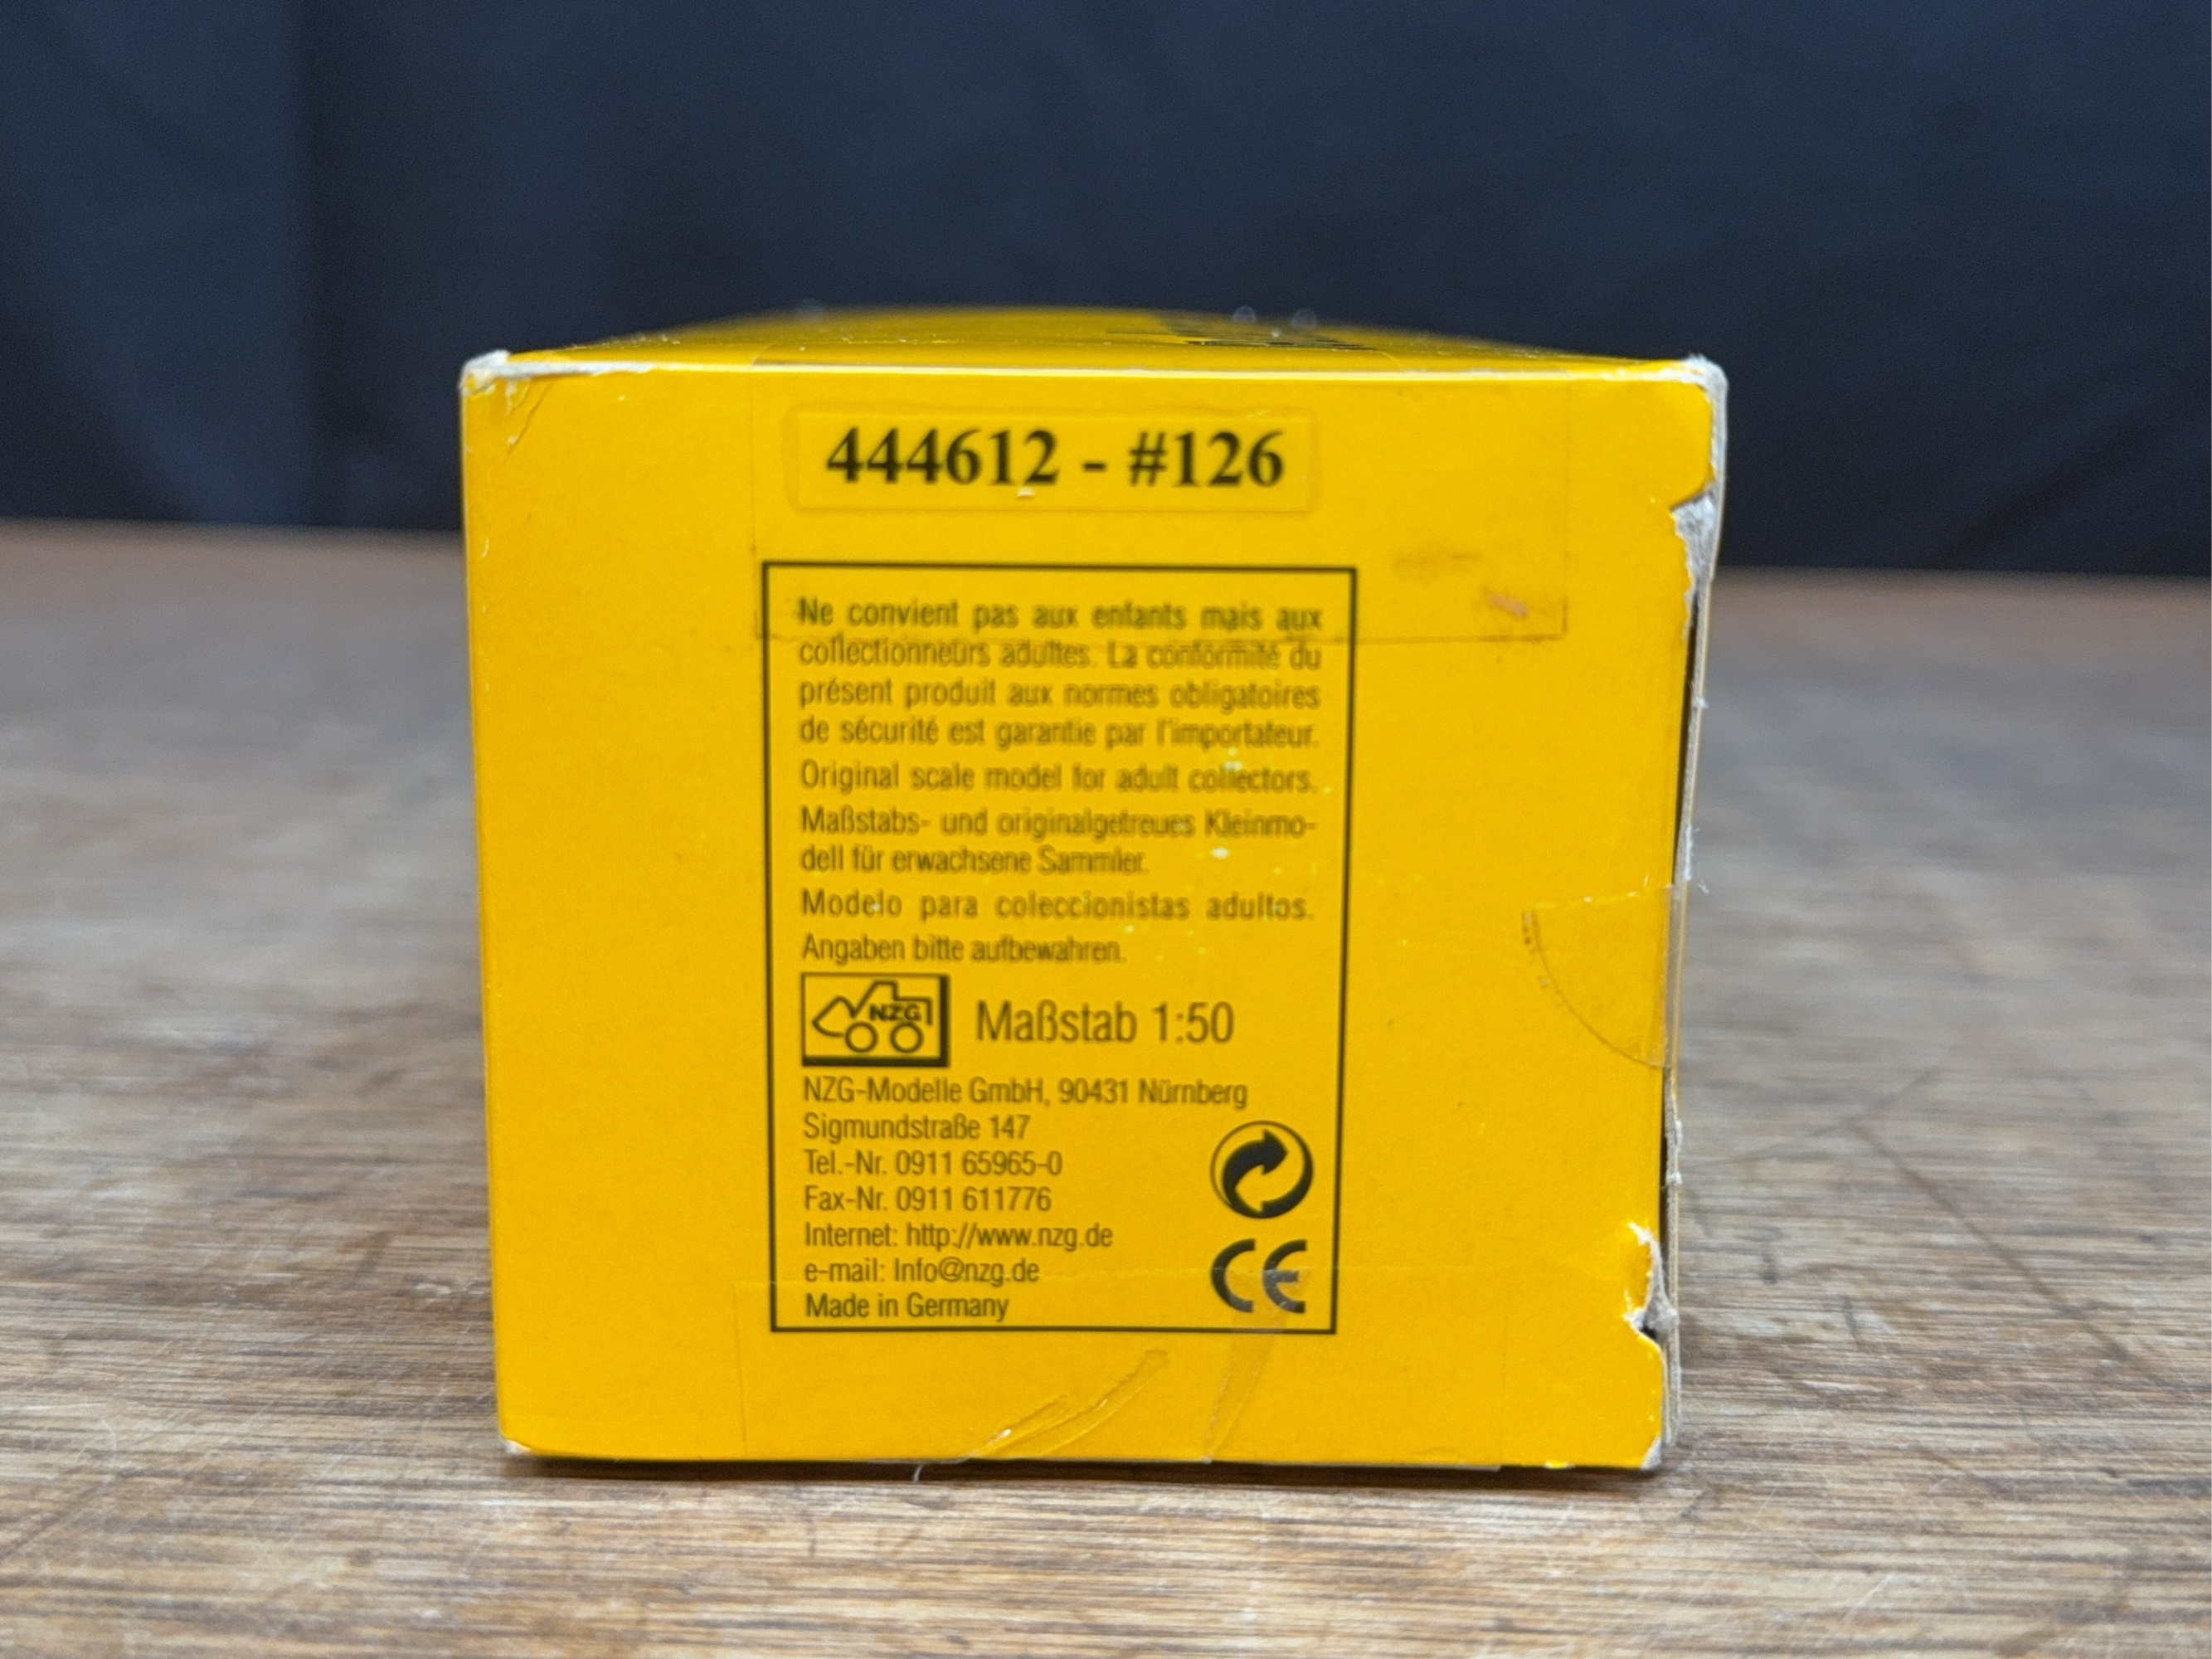 444612 - #126
Ne convient pas aux enfants mais aux
collectionneurs adultes. La conformité du
présent produit aux normes obligatoires
de sécurité est garantie par l'importateur.
Original scale model for adult collectors.
Maßstabs- und originalgetreues Kleinmo-
dell für erwachsene Sammler.
Modelo para coleccionistas adultos.
Angaben bitte aufbewahren.
NZG
Maßstab 1:50
NZG-Modelle GmbH, 90431 Nürnberg
Sigmundstraße 147
Tel.-Nr. 0911 65965-0
Fax-Nr. 0911 611776
Internet: http://www.nzg.de
e-mail: Info@nzg.de
Made in Germany
CE